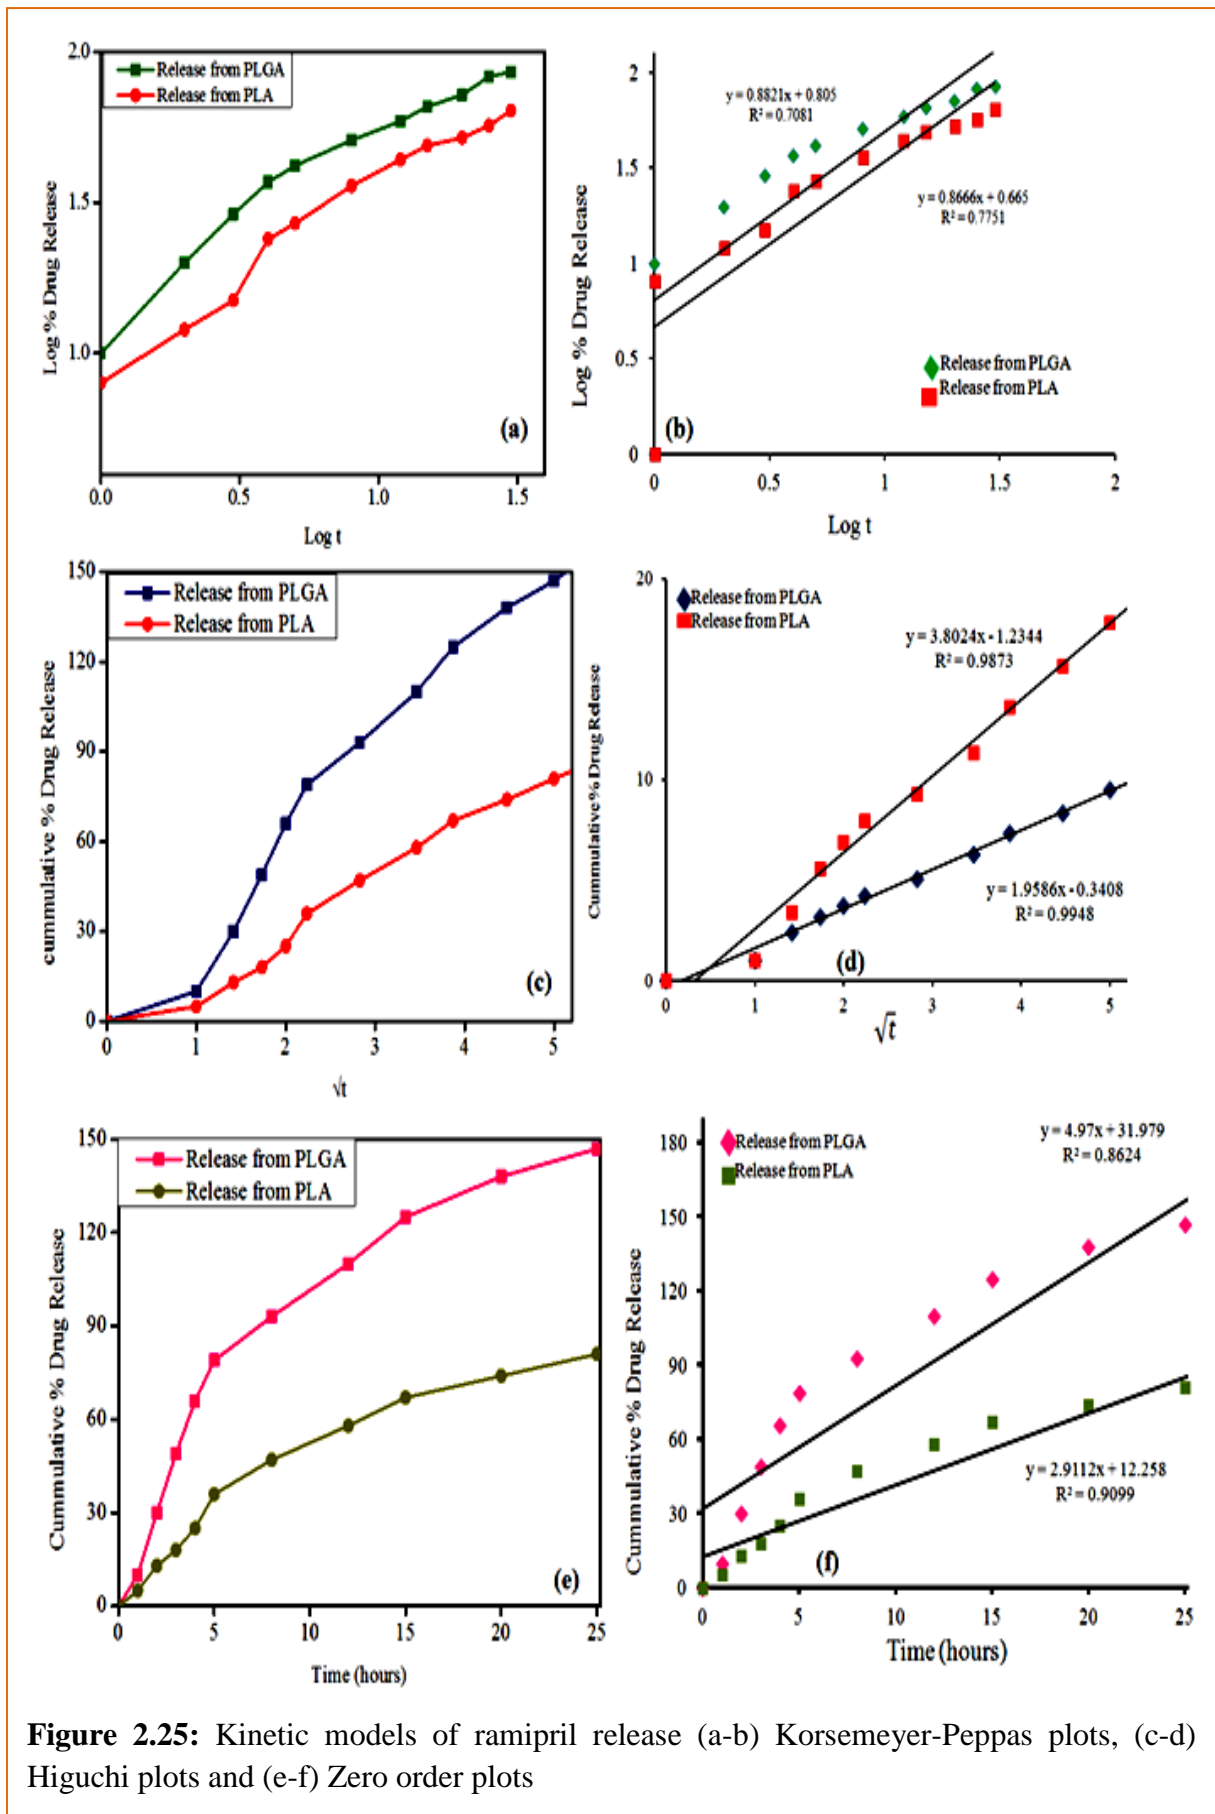 2.0
1.5
1.0
Log % Drug Release
Release from PLGA
Release from PLA
(a)
0.0 0.5 1.0 1.5
Log t
2
1.5
1
0.5
0
Log % Drug Release
y = 0.8821x + 0.805
R² = 0.7081
y = 0.8666x + 0.665
R² = 0.7751
Release from PLGA
Release from PLA
(b)
0 0.5 1 1.5 2
Log t
150
120
90
60
30
0
cummulative % Drug Release
Release from PLGA
Release from PLA
(c)
0 1 2 3 4 5
√t
20
10
0
Cummulative % Drug Release
Release from PLGA
Release from PLA
y = 3.8024x - 1.2344
R² = 0.9873
y = 1.9586x - 0.3408
R² = 0.9948
(d)
0 1 2 3 4 5
√t
150
120
90
60
30
0
Cummulative % Drug Release
Release from PLGA
Release from PLA
(e)
0 5 10 15 20 25
Time (hours)
180
150
120
90
60
30
0
Cummulative % Drug Release
Release from PLGA
Release from PLA
y = 4.97x + 31.979
R² = 0.8624
y = 2.9112x + 12.258
R² = 0.9099
(f)
0 5 10 15 20 25
Time (hours)
Figure 2.25: Kinetic models of ramipril release (a-b) Korsemeyer-Peppas plots, (c-d)
Higuchi plots and (e-f) Zero order plots